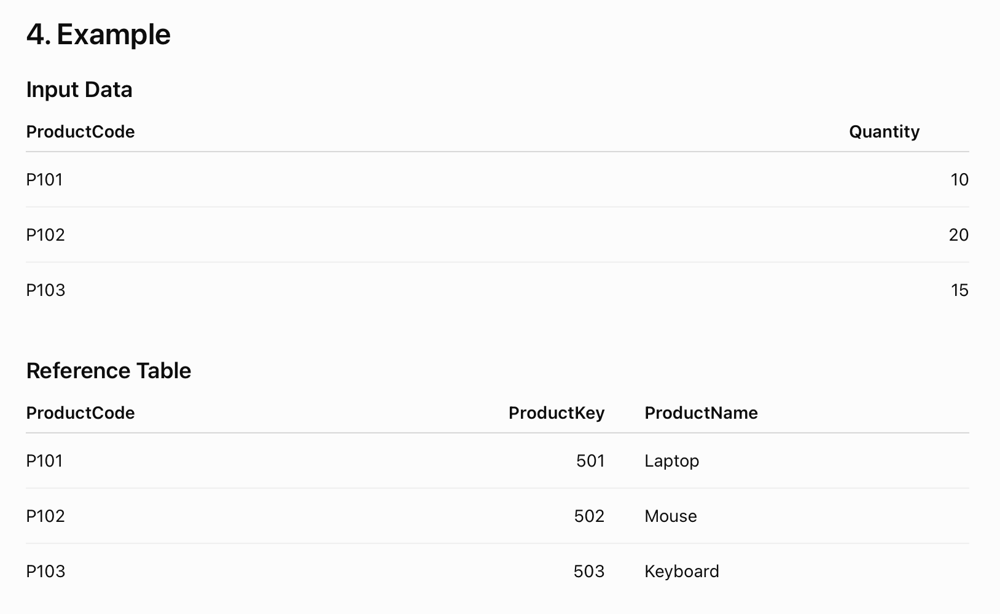 4. Example
Input Data
ProductCode Quantity
P101 10
P102 20
P103 15
Reference Table
ProductCode ProductKey ProductName
P101 501 Laptop
P102 502 Mouse
P103 503 Keyboard